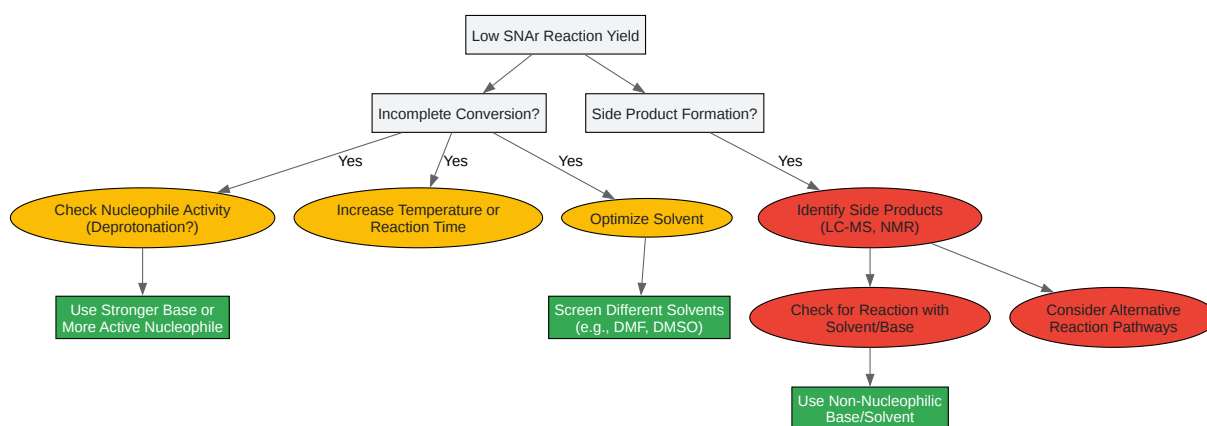 Low SNAr Reaction Yield
Incomplete Conversion?
Side Product Formation?
Yes
Yes
Yes
Yes
Check Nucleophile Activity
(Deprotonation?)
Increase Temperature or
Reaction Time
Optimize Solvent
Identify Side Products
(LC-MS, NMR)
Use Stronger Base or
More Active Nucleophile
Screen Different Solvents
(e.g., DMF, DMSO)
Check for Reaction with
Solvent/Base
Consider Alternative
Reaction Pathways
Use Non-Nucleophilic
Base/Solvent